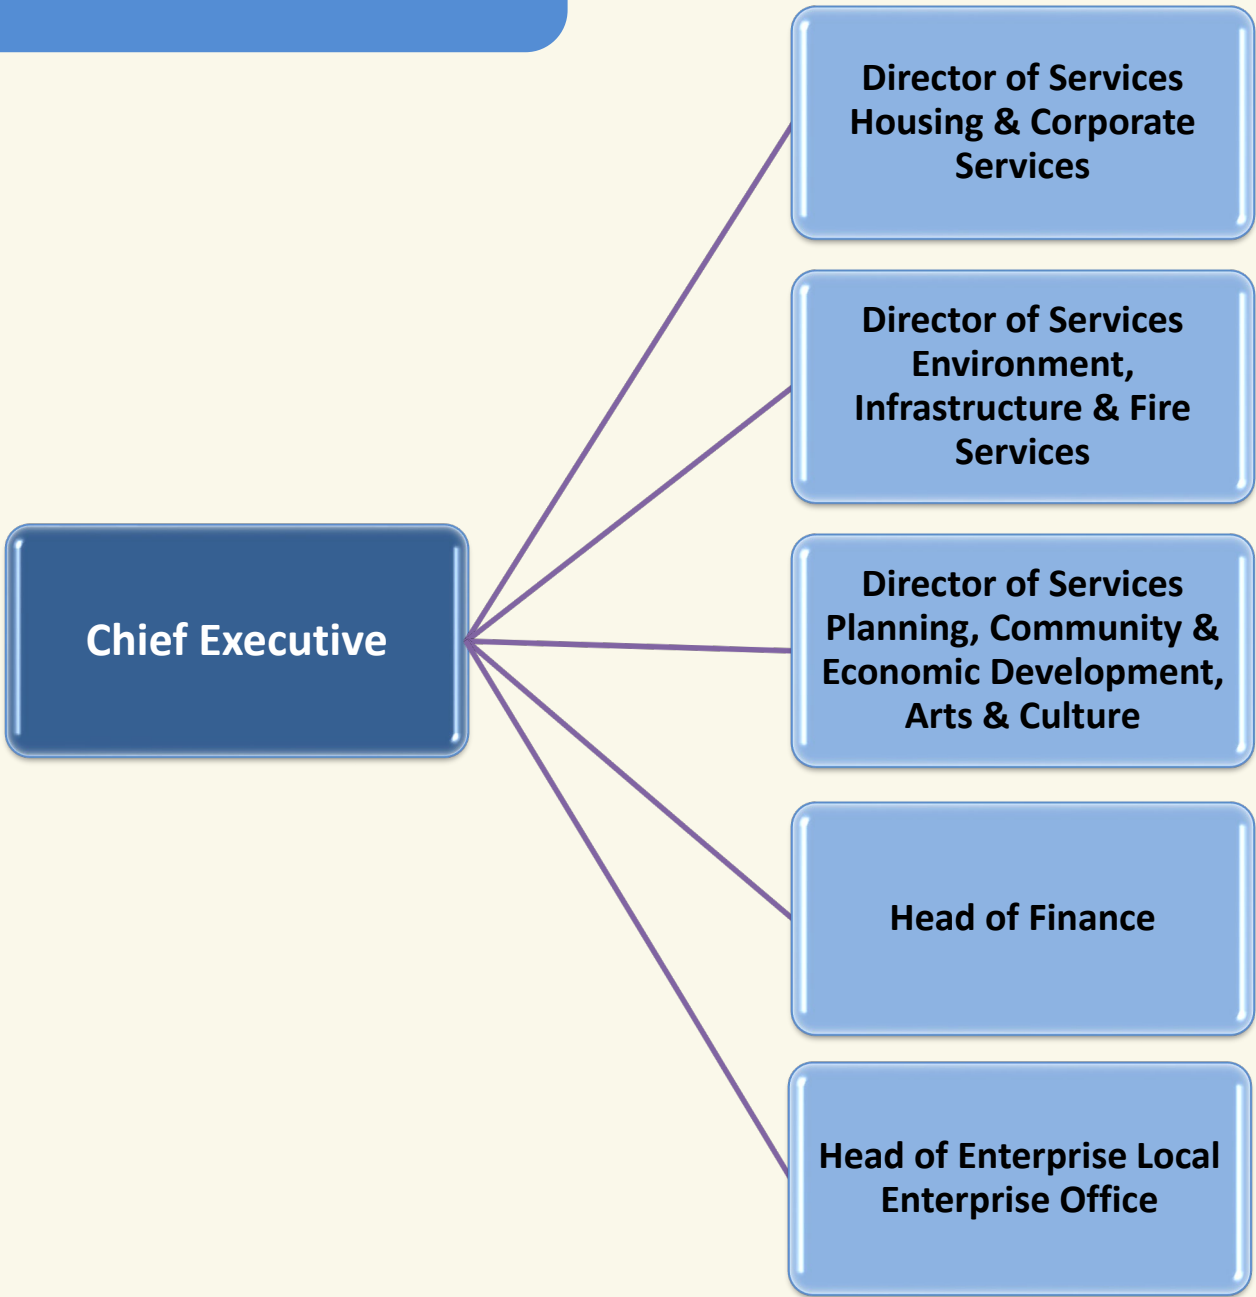 Director of Services
Housing & Corporate
Services
Director of Services
Environment,
Infrastructure & Fire
Services
Chief Executive
Director of Services
Planning, Community &
Economic Development,
Arts & Culture
Head of Finance
Head of Enterprise Local
Enterprise Office